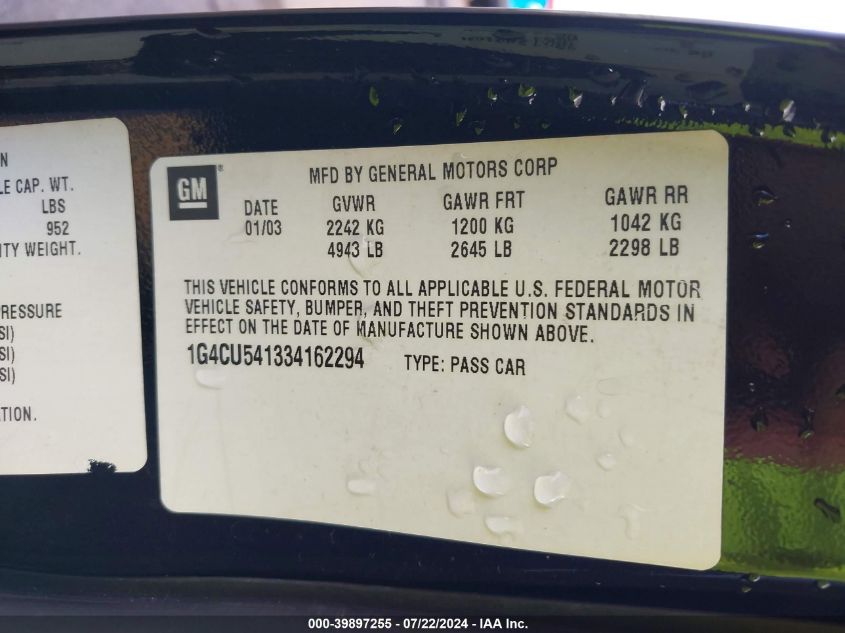 N
LE CAP. WT.
LBS
952
ITY WEIGHT.
PRESSURE
SI)
SI)
SI)
TION.
GM®
MFD BY GENERAL MOTORS CORP
DATE GVWR GAWR FRT GAWR RR
01/03 2242 KG 1200 KG 1042 KG
4943 LB 2645 LB 2298 LB
THIS VEHICLE CONFORMS TO ALL APPLICABLE U.S. FEDERAL MOTOR
VEHICLE SAFETY, BUMPER, AND THEFT PREVENTION STANDARDS IN
EFFECT ON THE DATE OF MANUFACTURE SHOWN ABOVE.
1G4CU541334162294 TYPE: PASS CAR
000-39897255 - 07/22/2024 - IAA Inc.